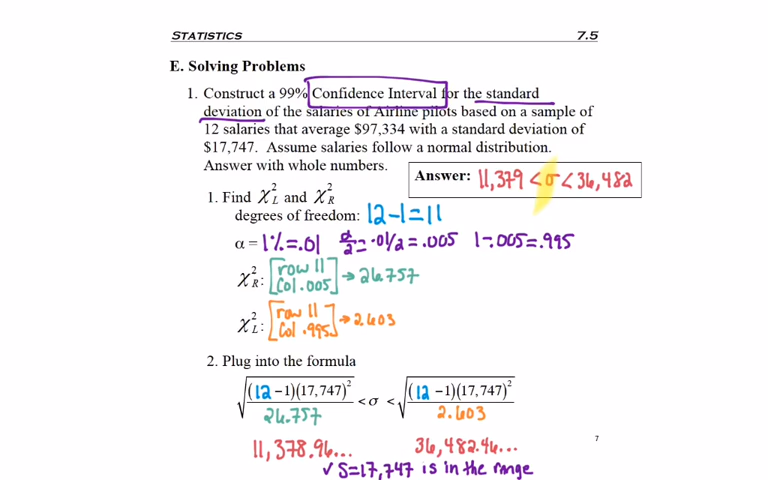 STATISTICS 7.5
E. Solving Problems
1. Construct a 99% Confidence Interval for the standard
deviation of the salaries of Airline pilots based on a sample of
12 salaries that average $97,334 with a standard deviation of
$17,747. Assume salaries follow a normal distribution.
Answer with whole numbers.
Answer: 11,379 < σ < 36,482
1. Find χ²_L and χ²_R
degrees of freedom: 12-1=11
α = 1%=.01 α/2=.01/2=.005 1-.005=.995
χ²_R: [row 11 col .005] → 26.757
χ²_L: [row 11 col .995] → 2.603
2. Plug into the formula
√((12 -1)(17,747)²/26.757) < σ < √((12 -1)(17,747)²/2.603)
11,378.96... 36,482.46...
✓ S=17,747 is in the range
7